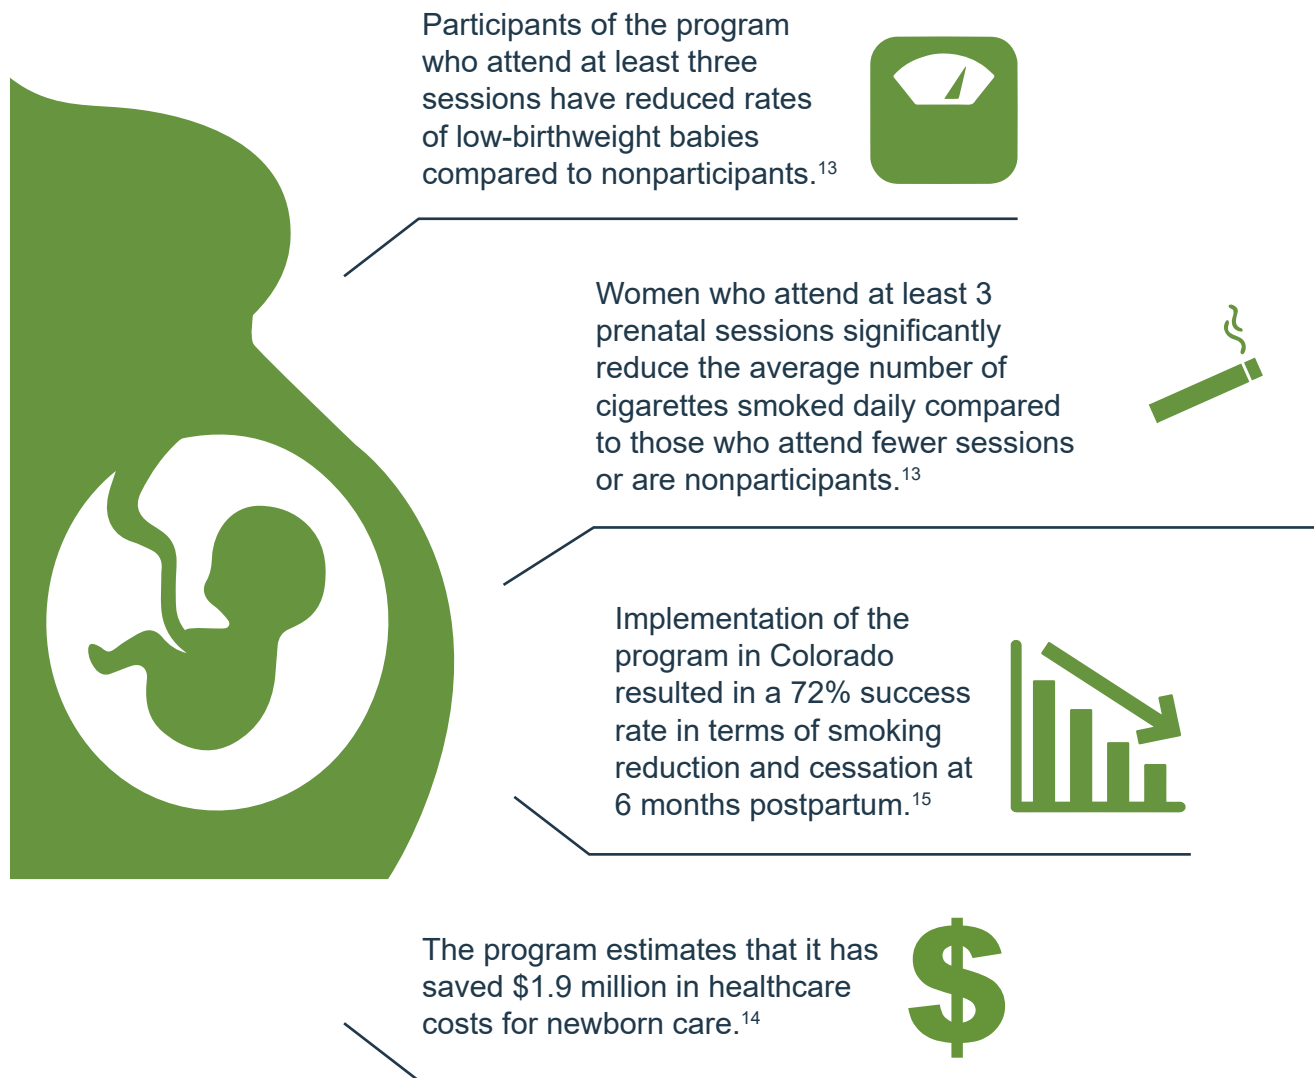 Participants of the program
who attend at least three
sessions have reduced rates
of low-birthweight babies
compared to nonparticipants.13
Women who attend at least 3
prenatal sessions significantly
reduce the average number of
cigarettes smoked daily compared
to those who attend fewer sessions
or are nonparticipants.13
Implementation of the
program in Colorado
resulted in a 72% success
rate in terms of smoking
reduction and cessation at
6 months postpartum.15
The program estimates that it has
saved $1.9 million in healthcare
costs for newborn care.14
$